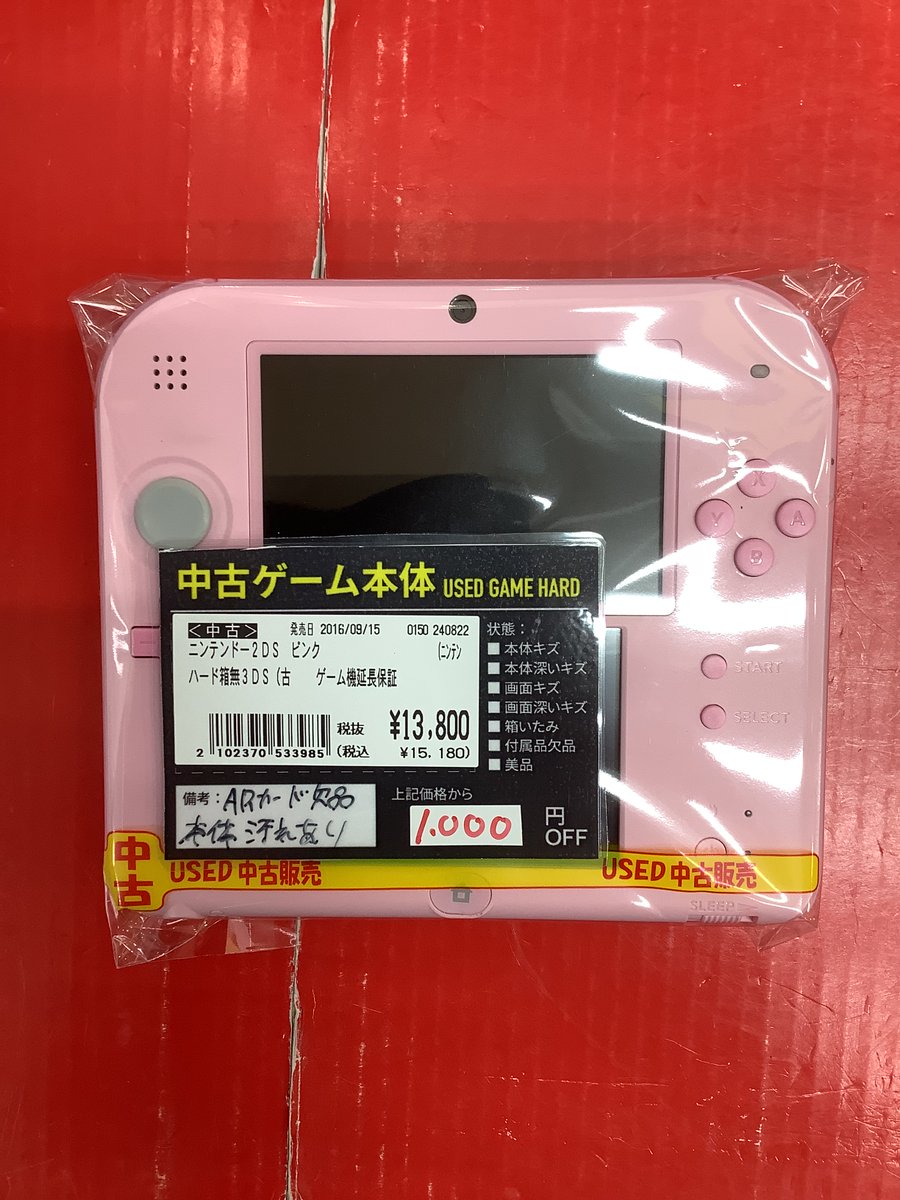 X
Y
A
B
START
SELECT
中古ゲーム本体 USED GAME HARD
<中古> 発売日 2016/09/15 0150 240822
ニンテンドー2DS ピンク (ニンテン
ハード箱無3DS(古 ゲーム機延長保証
税抜 ¥13,800
2 102370 533985 (税込 ¥15,180)
状態:
本体キズ
本体深いキズ
画面キズ
画面深いキズ
箱いたみ
付属品欠品
美品
備考:ARカード欠品
本体汚れあり
上記価格から
1.000 円
OFF
中古
USED 中古販売
USED 中古販売
SLEEP